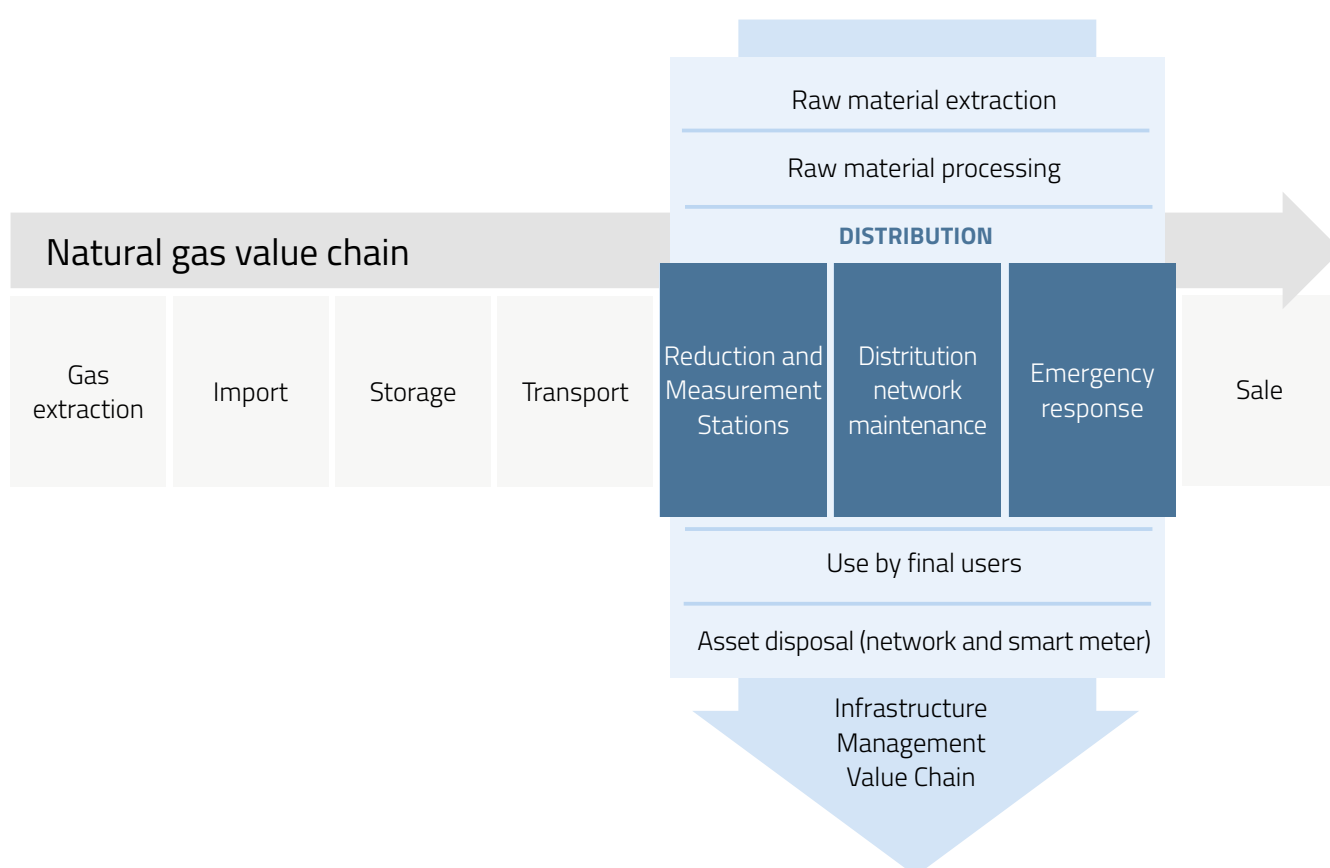 Raw material extraction
Raw material processing
Natural gas value chain
DISTRIBUTION
Gas
extraction
Import
Storage
Transport
Reduction and
Measurement
Stations
Distritution
network
maintenance
Emergency
response
Sale
Use by final users
Asset disposal (network and smart meter)
Infrastructure
Management
Value Chain